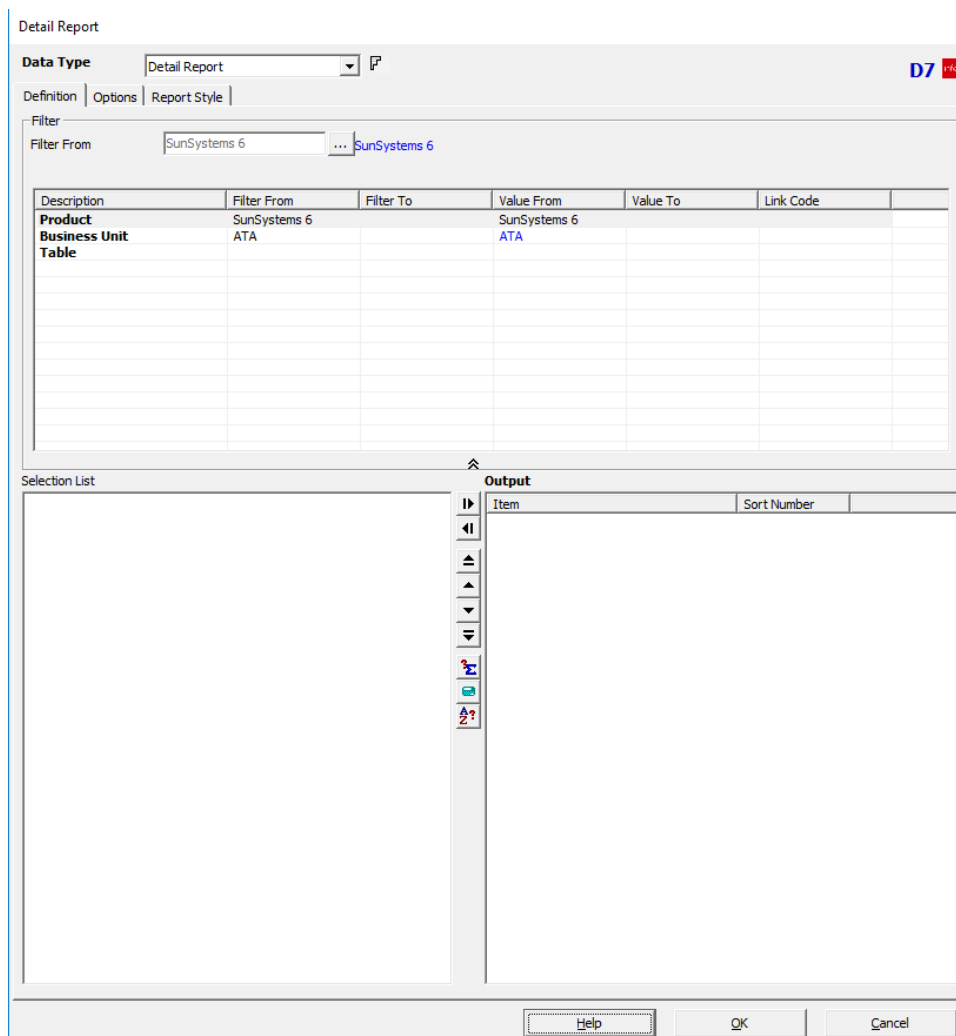 Detail Report
Data Type Detail Report
D7
Definition Options Report Style
Filter
Filter From SunSystems 6 ... SunSystems 6
Description Filter From Filter To Value From Value To Link Code
Product SunSystems 6 SunSystems 6
Business Unit ATA ATA
Table
Selection List Output
Item Sort Number
Help OK Cancel